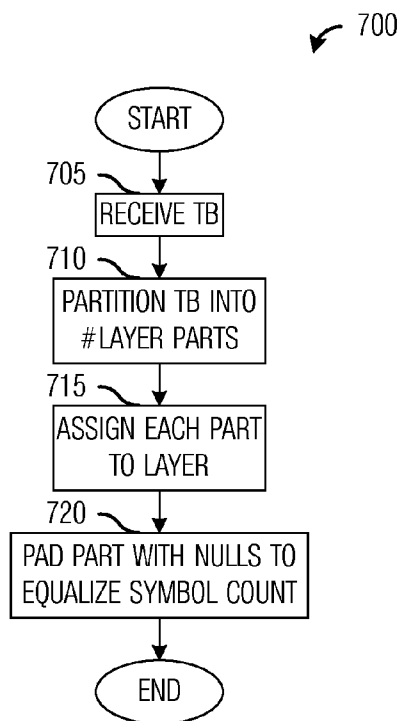 700
START
705
RECEIVE TB
710
PARTITION TB INTO
#LAYER PARTS
715
ASSIGN EACH PART
TO LAYER
720
PAD PART WITH NULLS TO
EQUALIZE SYMBOL COUNT
END